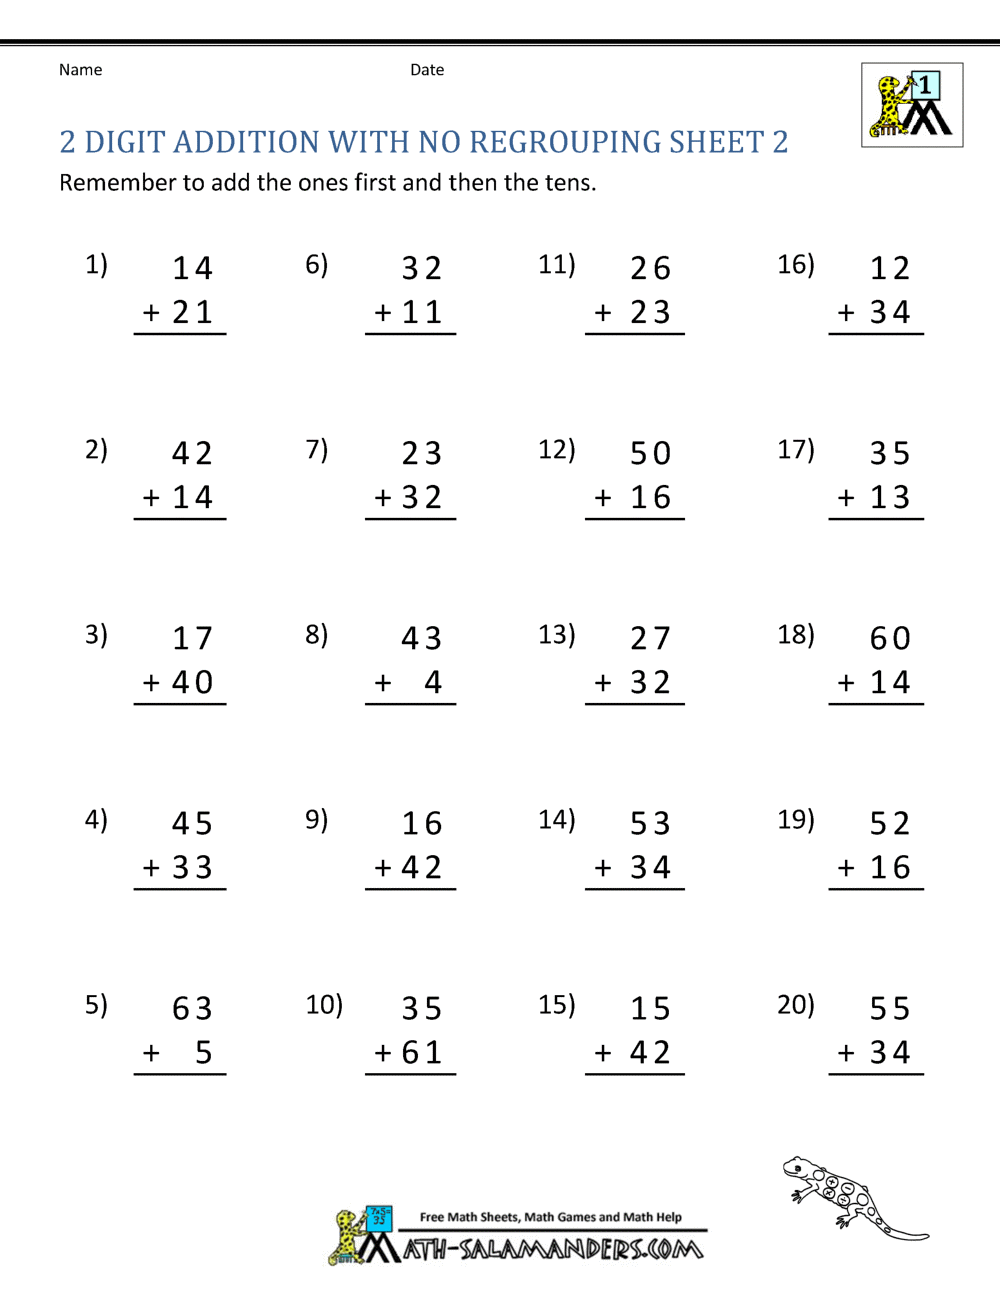 Name Date
1
2 DIGIT ADDITION WITH NO REGROUPING SHEET 2
Remember to add the ones first and then the tens.
1) 14 6) 32 11) 26 16) 12
+ 21 + 11 + 23 + 34
2) 42 7) 23 12) 50 17) 35
+ 14 + 32 + 16 + 13
3) 17 8) 43 13) 27 18) 60
+ 40 + 4 + 32 + 14
4) 45 9) 16 14) 53 19) 52
+ 33 + 42 + 34 + 16
5) 63 10) 35 15) 15 20) 55
+ 5 + 61 + 42 + 34
7x5=
35
Free Math Sheets, Math Games and Math Help
MATH-SALAMANDERS.COM